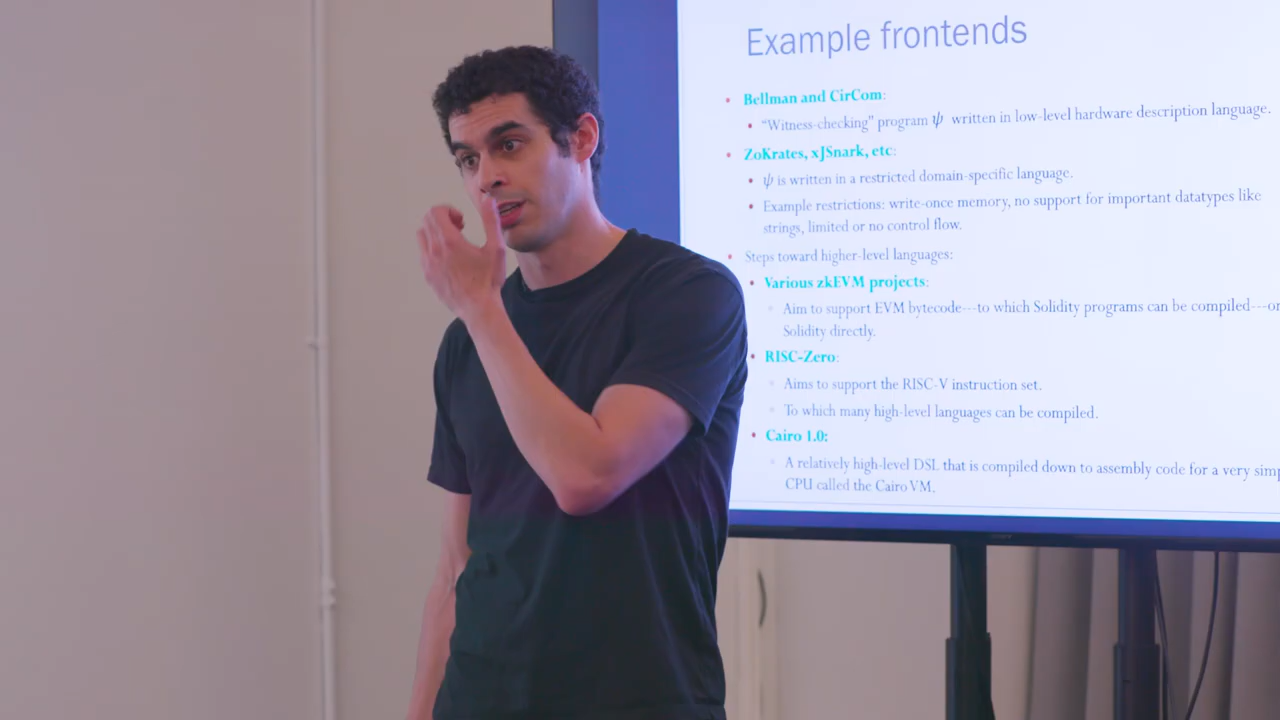 Example frontends
• Bellman and CirCom:
• “Witness-checking” program ψ written in low-level hardware description language.
• ZoKrates, xJSnark, etc:
• ψ is written in a restricted domain-specific language.
• Example restrictions: write-once memory, no support for important datatypes like
strings, limited or no control flow.
• Steps toward higher-level languages:
• Various zkEVM projects:
• Aim to support EVM bytecode---to which Solidity programs can be compiled---or
Solidity directly.
• RISC-Zero:
• Aims to support the RISC-V instruction set.
• To which many high-level languages can be compiled.
• Cairo 1.0:
• A relatively high-level DSL that is compiled down to assembly code for a very
CPU called the Cairo VM.